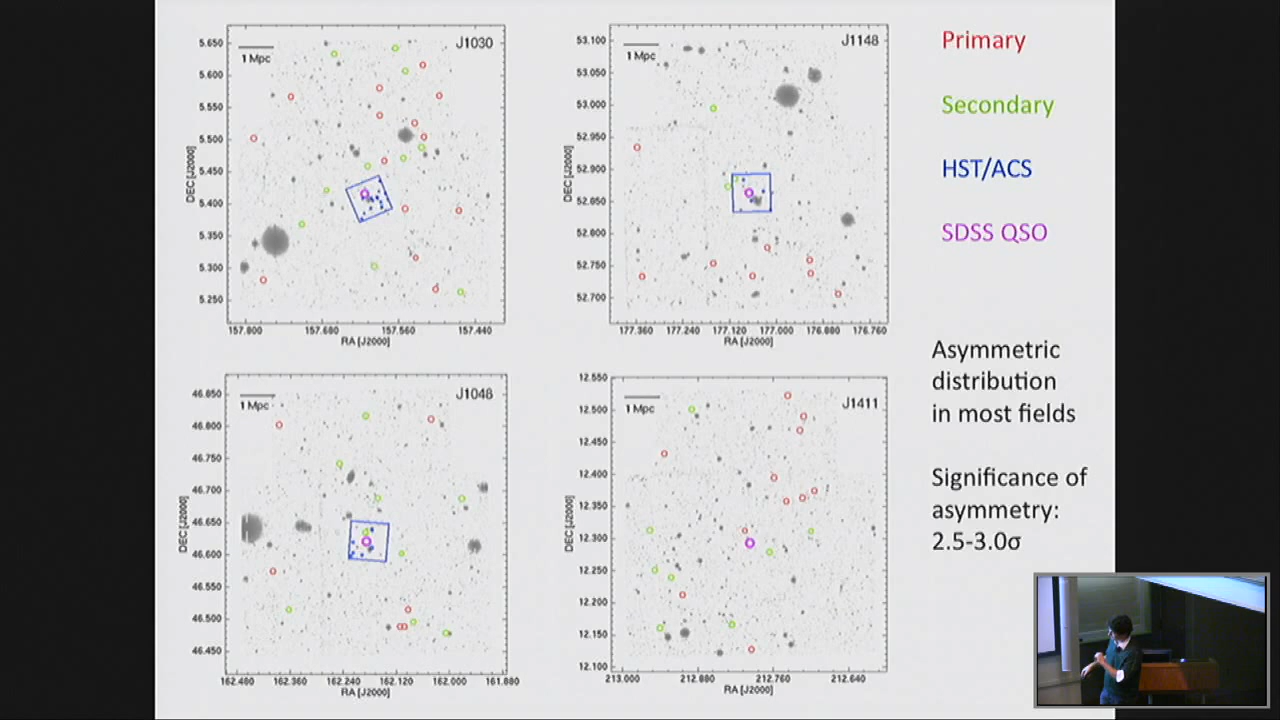 J1030
1 Mpc
5.650
5.600
5.550
5.500
5.450
5.400
5.350
5.300
5.250
DEC [J2000]
157.800 157.680 157.560 157.440
RA [J2000]
J1148
1 Mpc
53.100
53.050
53.000
52.950
52.900
52.850
52.800
52.750
52.700
DEC [J2000]
177.360 177.240 177.120 177.000 176.880 176.760
RA [J2000]
J1048
1 Mpc
46.850
46.800
46.750
46.700
46.650
46.600
46.550
46.500
46.450
DEC [J2000]
162.480 162.360 162.240 162.120 162.000 161.880
RA [J2000]
J1411
1 Mpc
12.550
12.500
12.450
12.400
12.350
12.300
12.250
12.200
12.150
12.100
DEC [J2000]
213.000 212.880 212.760 212.640
RA [J2000]
Primary
Secondary
HST/ACS
SDSS QSO
Asymmetric
distribution
in most fields
Significance of
asymmetry:
2.5-3.0σ